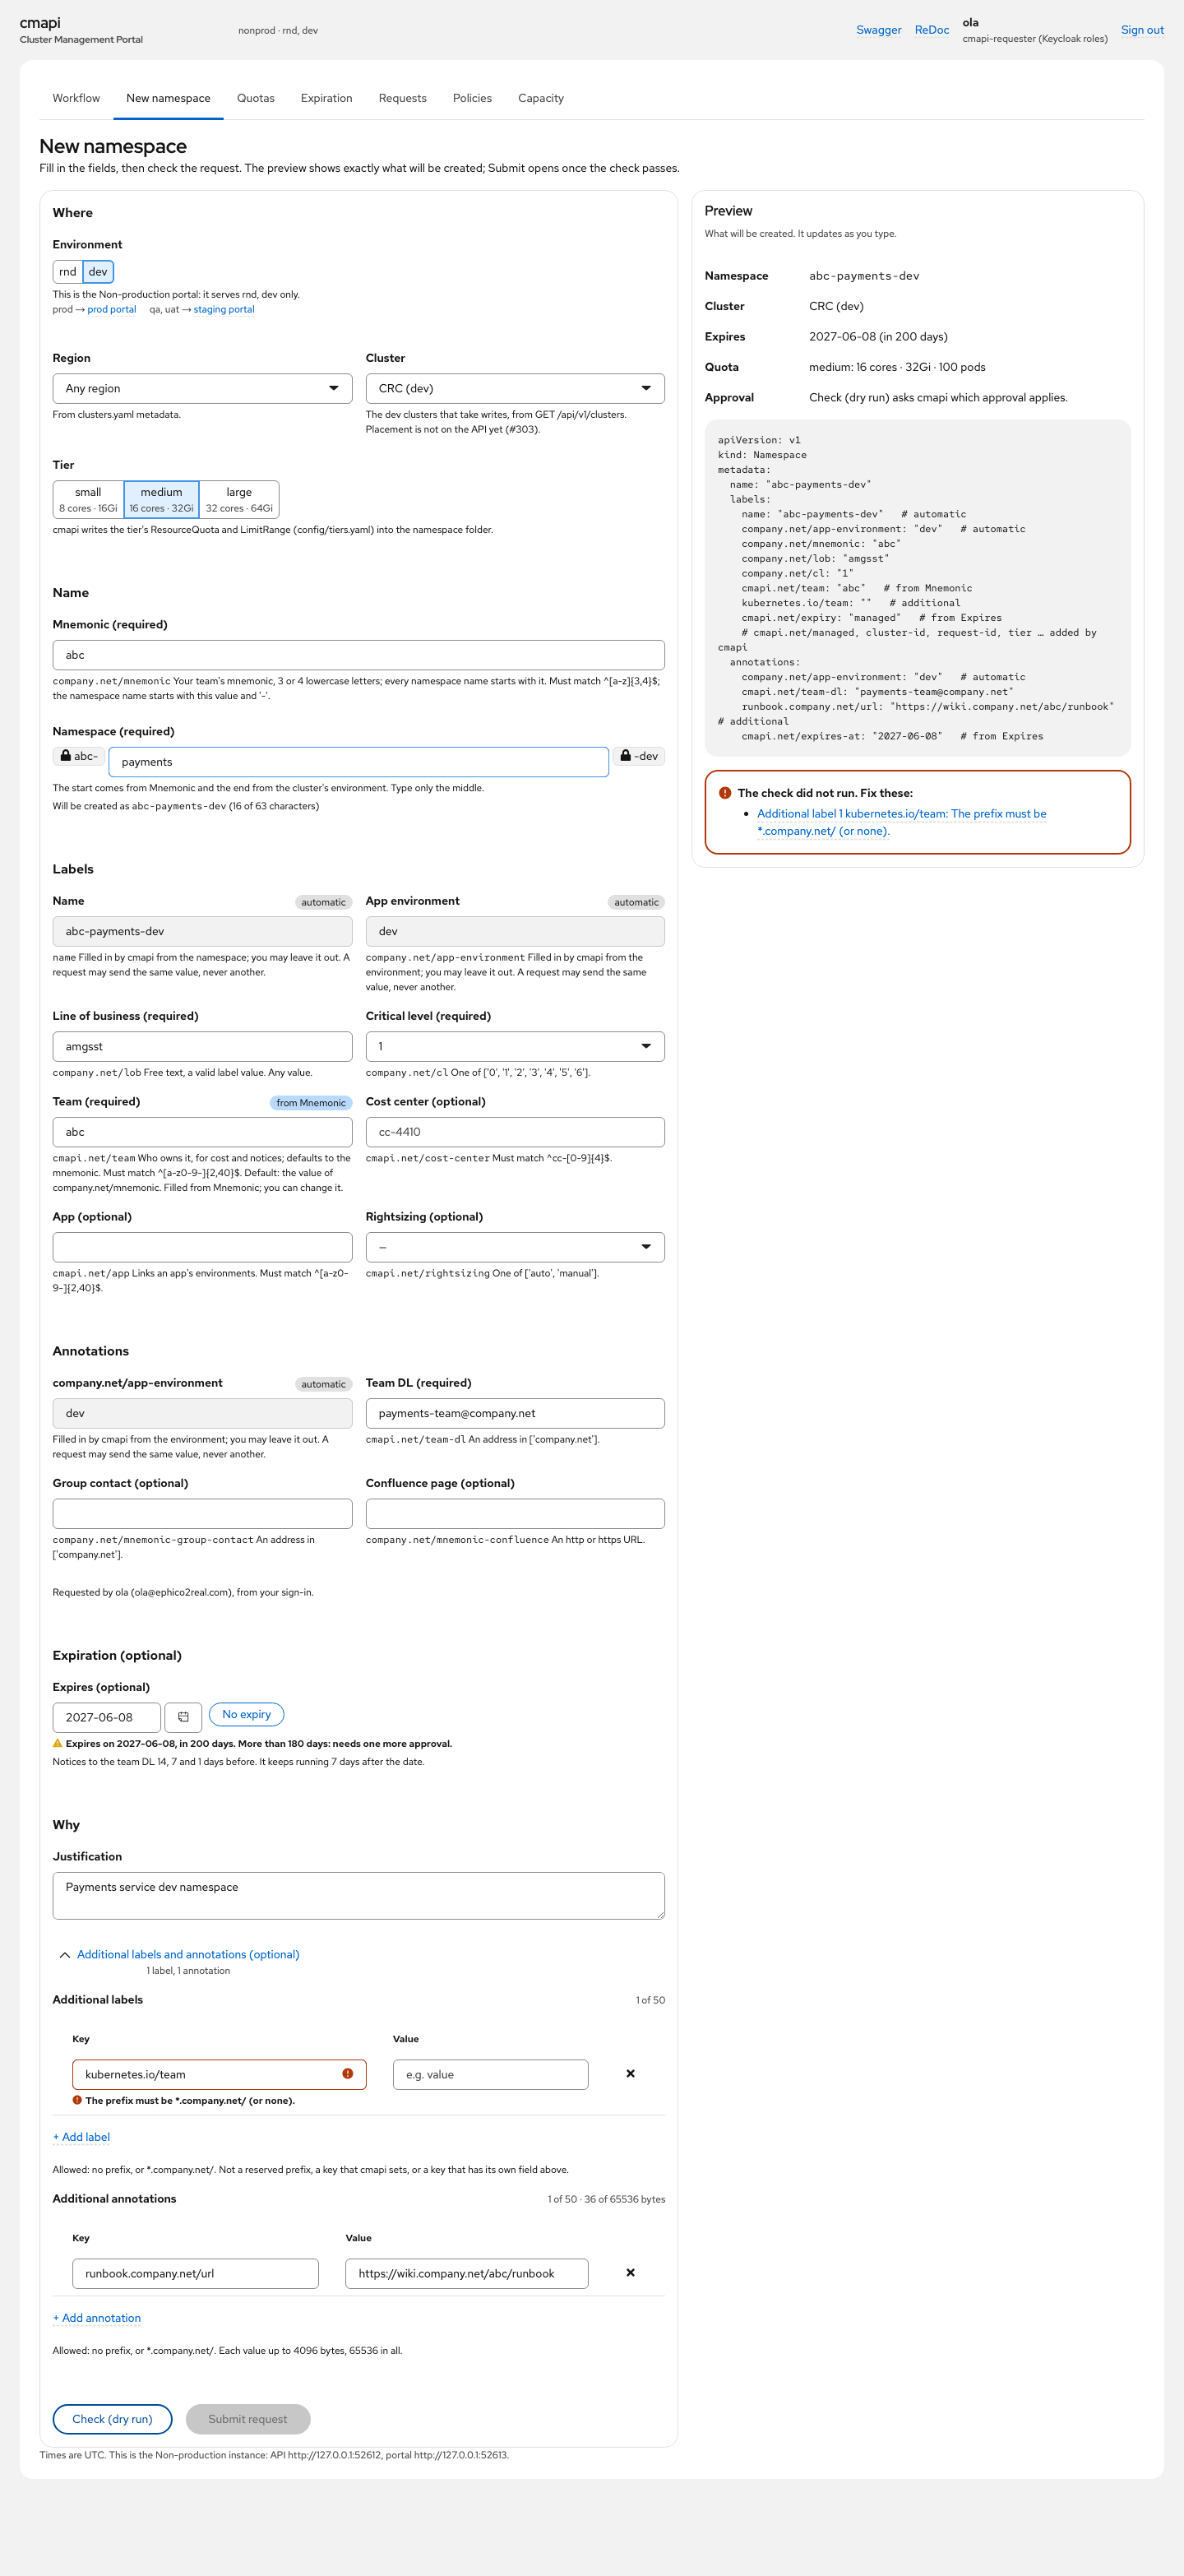 cmapi
Cluster Management Portal
nonprod · rnd, dev
Swagger
ReDoc
ola
cmapi-requester (Keycloak roles)
Sign out
Workflow
New namespace
Quotas
Expiration
Requests
Policies
Capacity
New namespace
Fill in the fields, then check the request. The preview shows exactly what will be created; Submit opens once the check passes.
Where
Environment
rnd
dev
This is the Non-production portal: it serves rnd, dev only.
prod → prod portal qa, uat → staging portal
Region
Any region
From clusters.yaml metadata.
Cluster
CRC (dev)
The dev clusters that take writes, from GET /api/v1/clusters.
Placement is not on the API yet (#303).
Tier
small
8 cores · 16Gi
medium
16 cores · 32Gi
large
32 cores · 64Gi
cmapi writes the tier's ResourceQuota and LimitRange (config/tiers.yaml) into the namespace folder.
Name
Mnemonic (required)
abc
company.net/mnemonic Your team's mnemonic, 3 or 4 lowercase letters; every namespace name starts with it. Must match ^[a-z]{3,4}$;
the namespace name starts with this value and '-'.
Namespace (required)
abc-
payments
-dev
The start comes from Mnemonic and the end from the cluster's environment. Type only the middle.
Will be created as abc-payments-dev (16 of 63 characters)
Labels
Name
automatic
abc-payments-dev
name Filled in by cmapi from the namespace; you may leave it out. A
request may send the same value, never another.
App environment
automatic
dev
company.net/app-environment Filled in by cmapi from the
environment; you may leave it out. A request may send the same
value, never another.
Line of business (required)
amgsst
company.net/lob Free text, a valid label value. Any value.
Critical level (required)
1
company.net/cl One of ['0', '1', '2', '3', '4', '5', '6'].
Team (required)
from Mnemonic
abc
cmapi.net/team Who owns it, for cost and notices; defaults to the
mnemonic. Must match ^[a-z0-9-]{2,40}$. Default: the value of
company.net/mnemonic. Filled from Mnemonic; you can change it.
Cost center (optional)
cc-4410
cmapi.net/cost-center Must match ^cc-[0-9]{4}$.
App (optional)
cmapi.net/app Links an app's environments. Must match ^[a-z0-
9-]{2,40}$.
Rightsizing (optional)
—
cmapi.net/rightsizing One of ['auto', 'manual'].
Annotations
company.net/app-environment
automatic
dev
Filled in by cmapi from the environment; you may leave it out. A
request may send the same value, never another.
Team DL (required)
payments-team@company.net
cmapi.net/team-dl An address in ['company.net'].
Group contact (optional)
company.net/mnemonic-group-contact An address in
['company.net'].
Confluence page (optional)
company.net/mnemonic-confluence An http or https URL.
Requested by ola (ola@ephico2real.com), from your sign-in.
Expiration (optional)
Expires (optional)
2027-06-08
No expiry
Expires on 2027-06-08, in 200 days. More than 180 days: needs one more approval.
Notices to the team DL 14, 7 and 1 days before. It keeps running 7 days after the date.
Why
Justification
Payments service dev namespace
Additional labels and annotations (optional)
1 label, 1 annotation
Additional labels
1 of 50
Key
Value
kubernetes.io/team
e.g. value
The prefix must be *.company.net/ (or none).
+ Add label
Allowed: no prefix, or *.company.net/. Not a reserved prefix, a key that cmapi sets, or a key that has its own field above.
Additional annotations
1 of 50 · 36 of 65536 bytes
Key
Value
runbook.company.net/url
https://wiki.company.net/abc/runbook
+ Add annotation
Allowed: no prefix, or *.company.net/. Each value up to 4096 bytes, 65536 in all.
Check (dry run)
Submit request
Preview
What will be created. It updates as you type.
Namespace abc-payments-dev
Cluster CRC (dev)
Expires 2027-06-08 (in 200 days)
Quota medium: 16 cores · 32Gi · 100 pods
Approval Check (dry run) asks cmapi which approval applies.
apiVersion: v1
kind: Namespace
metadata:
  name: "abc-payments-dev"
  labels:
    name: "abc-payments-dev"   # automatic
    company.net/app-environment: "dev"   # automatic
    company.net/mnemonic: "abc"
    company.net/lob: "amgsst"
    company.net/cl: "1"
    cmapi.net/team: "abc"   # from Mnemonic
    kubernetes.io/team: ""   # additional
    cmapi.net/expiry: "managed"   # from Expires
    # cmapi.net/managed, cluster-id, request-id, tier … added by
cmapi
  annotations:
    company.net/app-environment: "dev"   # automatic
    cmapi.net/team-dl: "payments-team@company.net"
    runbook.company.net/url: "https://wiki.company.net/abc/runbook"
# additional
    cmapi.net/expires-at: "2027-06-08"   # from Expires
The check did not run. Fix these:
Additional label 1 kubernetes.io/team: The prefix must be
*.company.net/ (or none).
Times are UTC. This is the Non-production instance: API http://127.0.0.1:52612, portal http://127.0.0.1:52613.